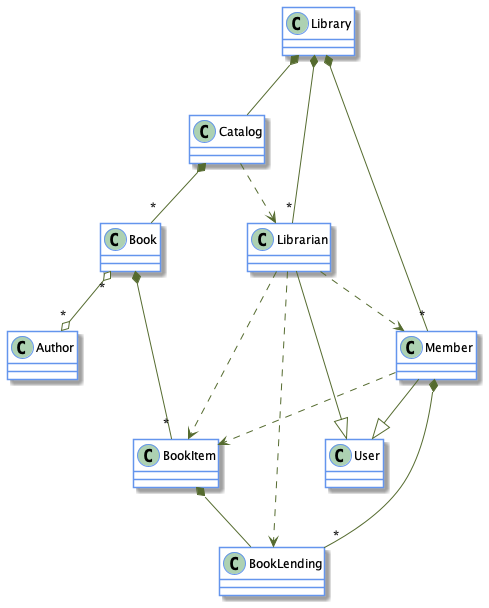 C Library
C Catalog
*
*
C Book
C Librarian
*
*
*
C Author
C Member
*
C BookItem
C User
*
C BookLending